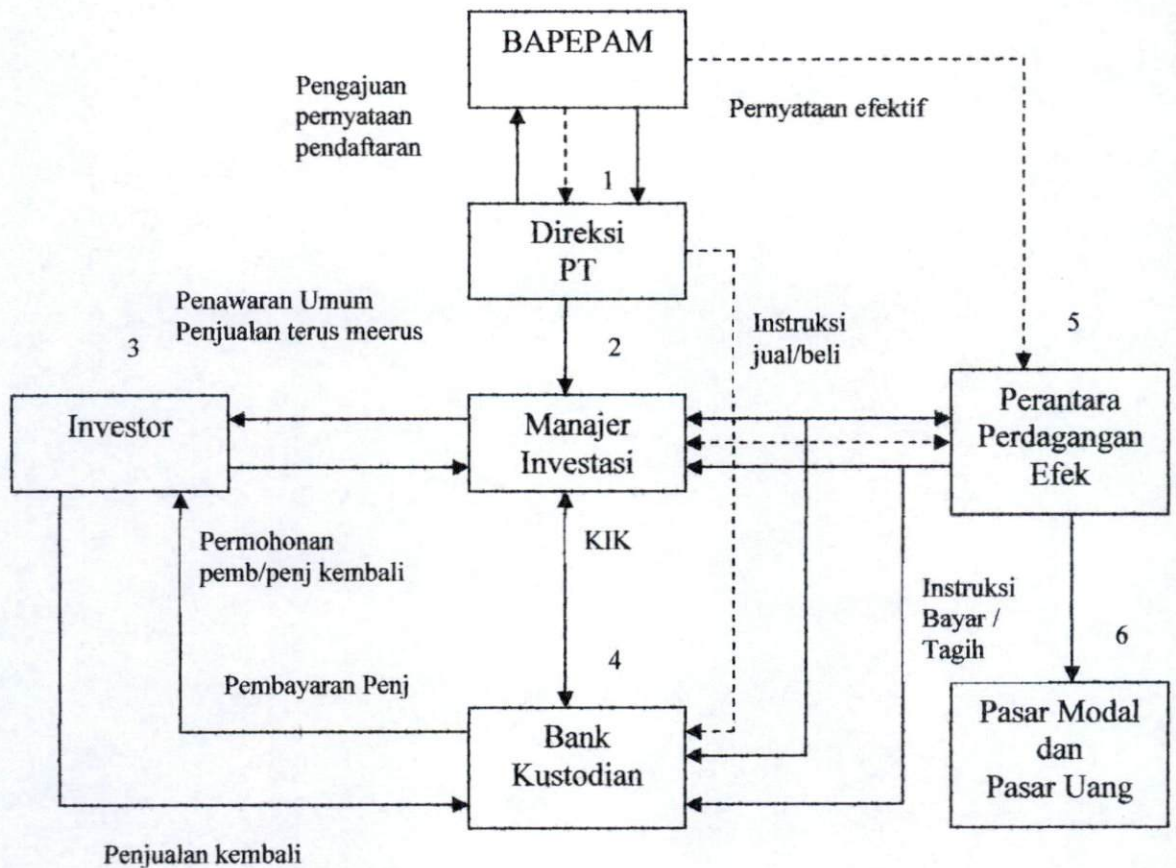 BAPEPAM
Pengajuan
pernyataan
pendaftaran
Pernyataan efektif
1
Direksi
PT
Penawaran Umum
Penjualan terus meerus
3
2
Instruksi
jual/beli
5
Investor
Manajer
Investasi
Perantara
Perdagangan
Efek
Permohonan
pemb/penj kembali
KIK
Instruksi
Bayar /
Tagih
6
4
Pembayaran Penj
Bank
Kustodian
Pasar Modal
dan
Pasar Uang
Penjualan kembali